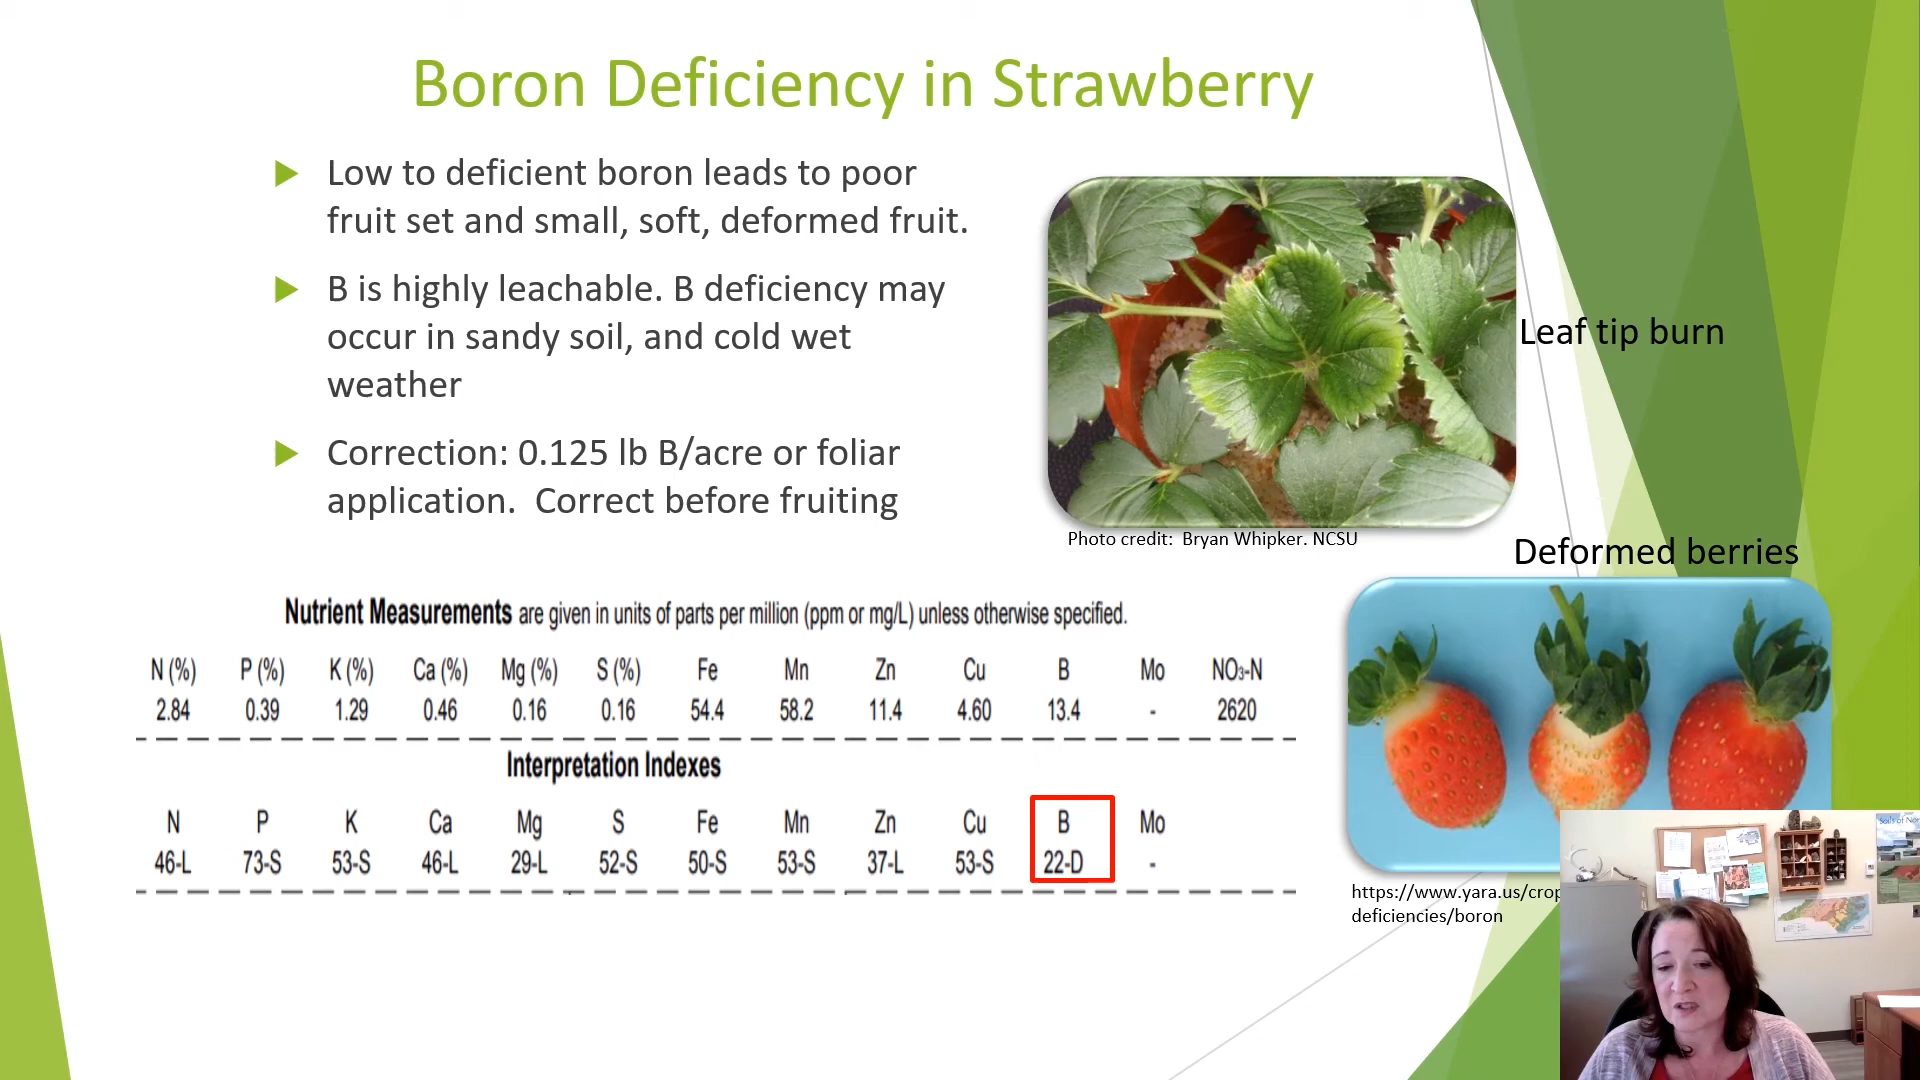 Boron Deficiency in Strawberry
Low to deficient boron leads to poor
fruit set and small, soft, deformed fruit.
B is highly leachable. B deficiency may
occur in sandy soil, and cold wet
weather
Correction: 0.125 lb B/acre or foliar
application.  Correct before fruiting
Leaf tip burn
Photo credit:  Bryan Whipker. NCSU
Deformed berries
https://www.yara.us/crop
deficiencies/boron
Nutrient Measurements are given in units of parts per million (ppm or mg/L) unless otherwise specified.
N (%) P (%) K (%) Ca (%) Mg (%) S (%) Fe Mn Zn Cu B Mo NO₃-N
2.84 0.39 1.29 0.46 0.16 0.16 54.4 58.2 11.4 4.60 13.4 - 2620
Interpretation Indexes
N P K Ca Mg S Fe Mn Zn Cu B Mo
46-L 73-S 53-S 46-L 29-L 52-S 50-S 53-S 37-L 53-S 22-D -
Soils of Nor